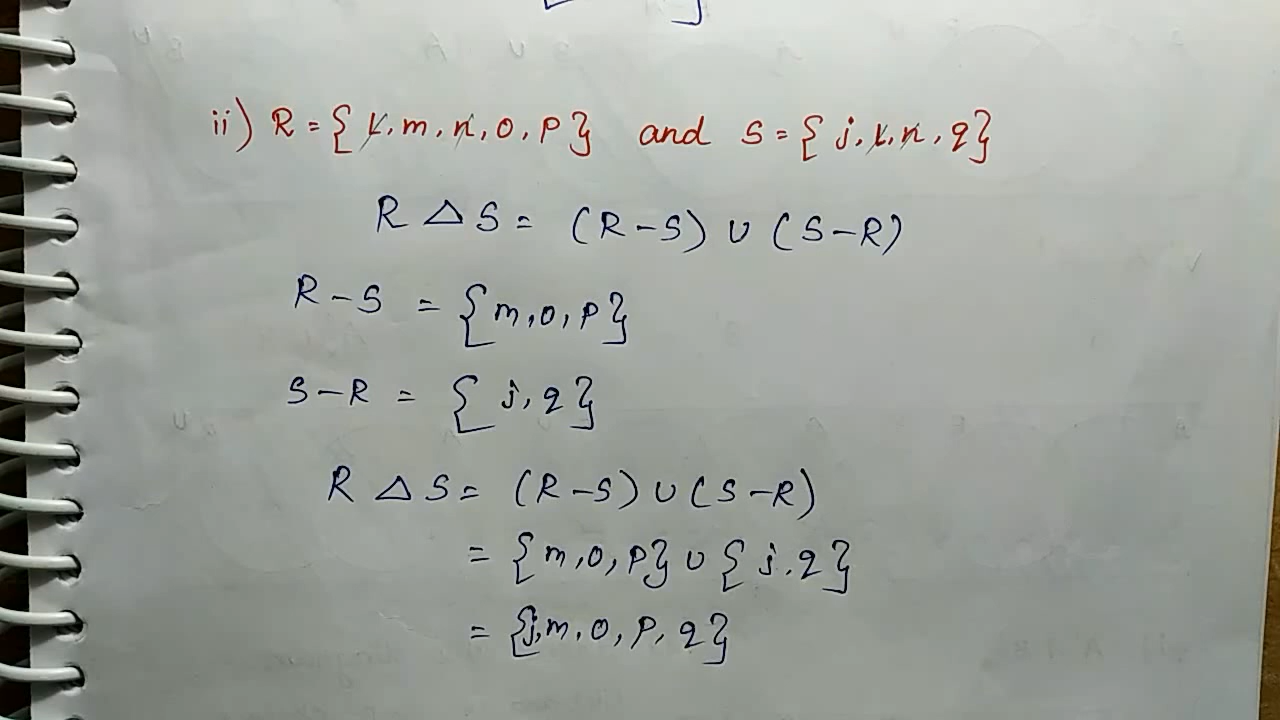 ii) R = { l, m, n, o, p } and S = { j, l, n, q }
R △ S = (R - S) ∪ (S - R)
R - S = { m, o, p }
S - R = { j, q }
R △ S = (R - S) ∪ (S - R)
= { m, o, p } ∪ { j, q }
= { j, m, o, p, q }